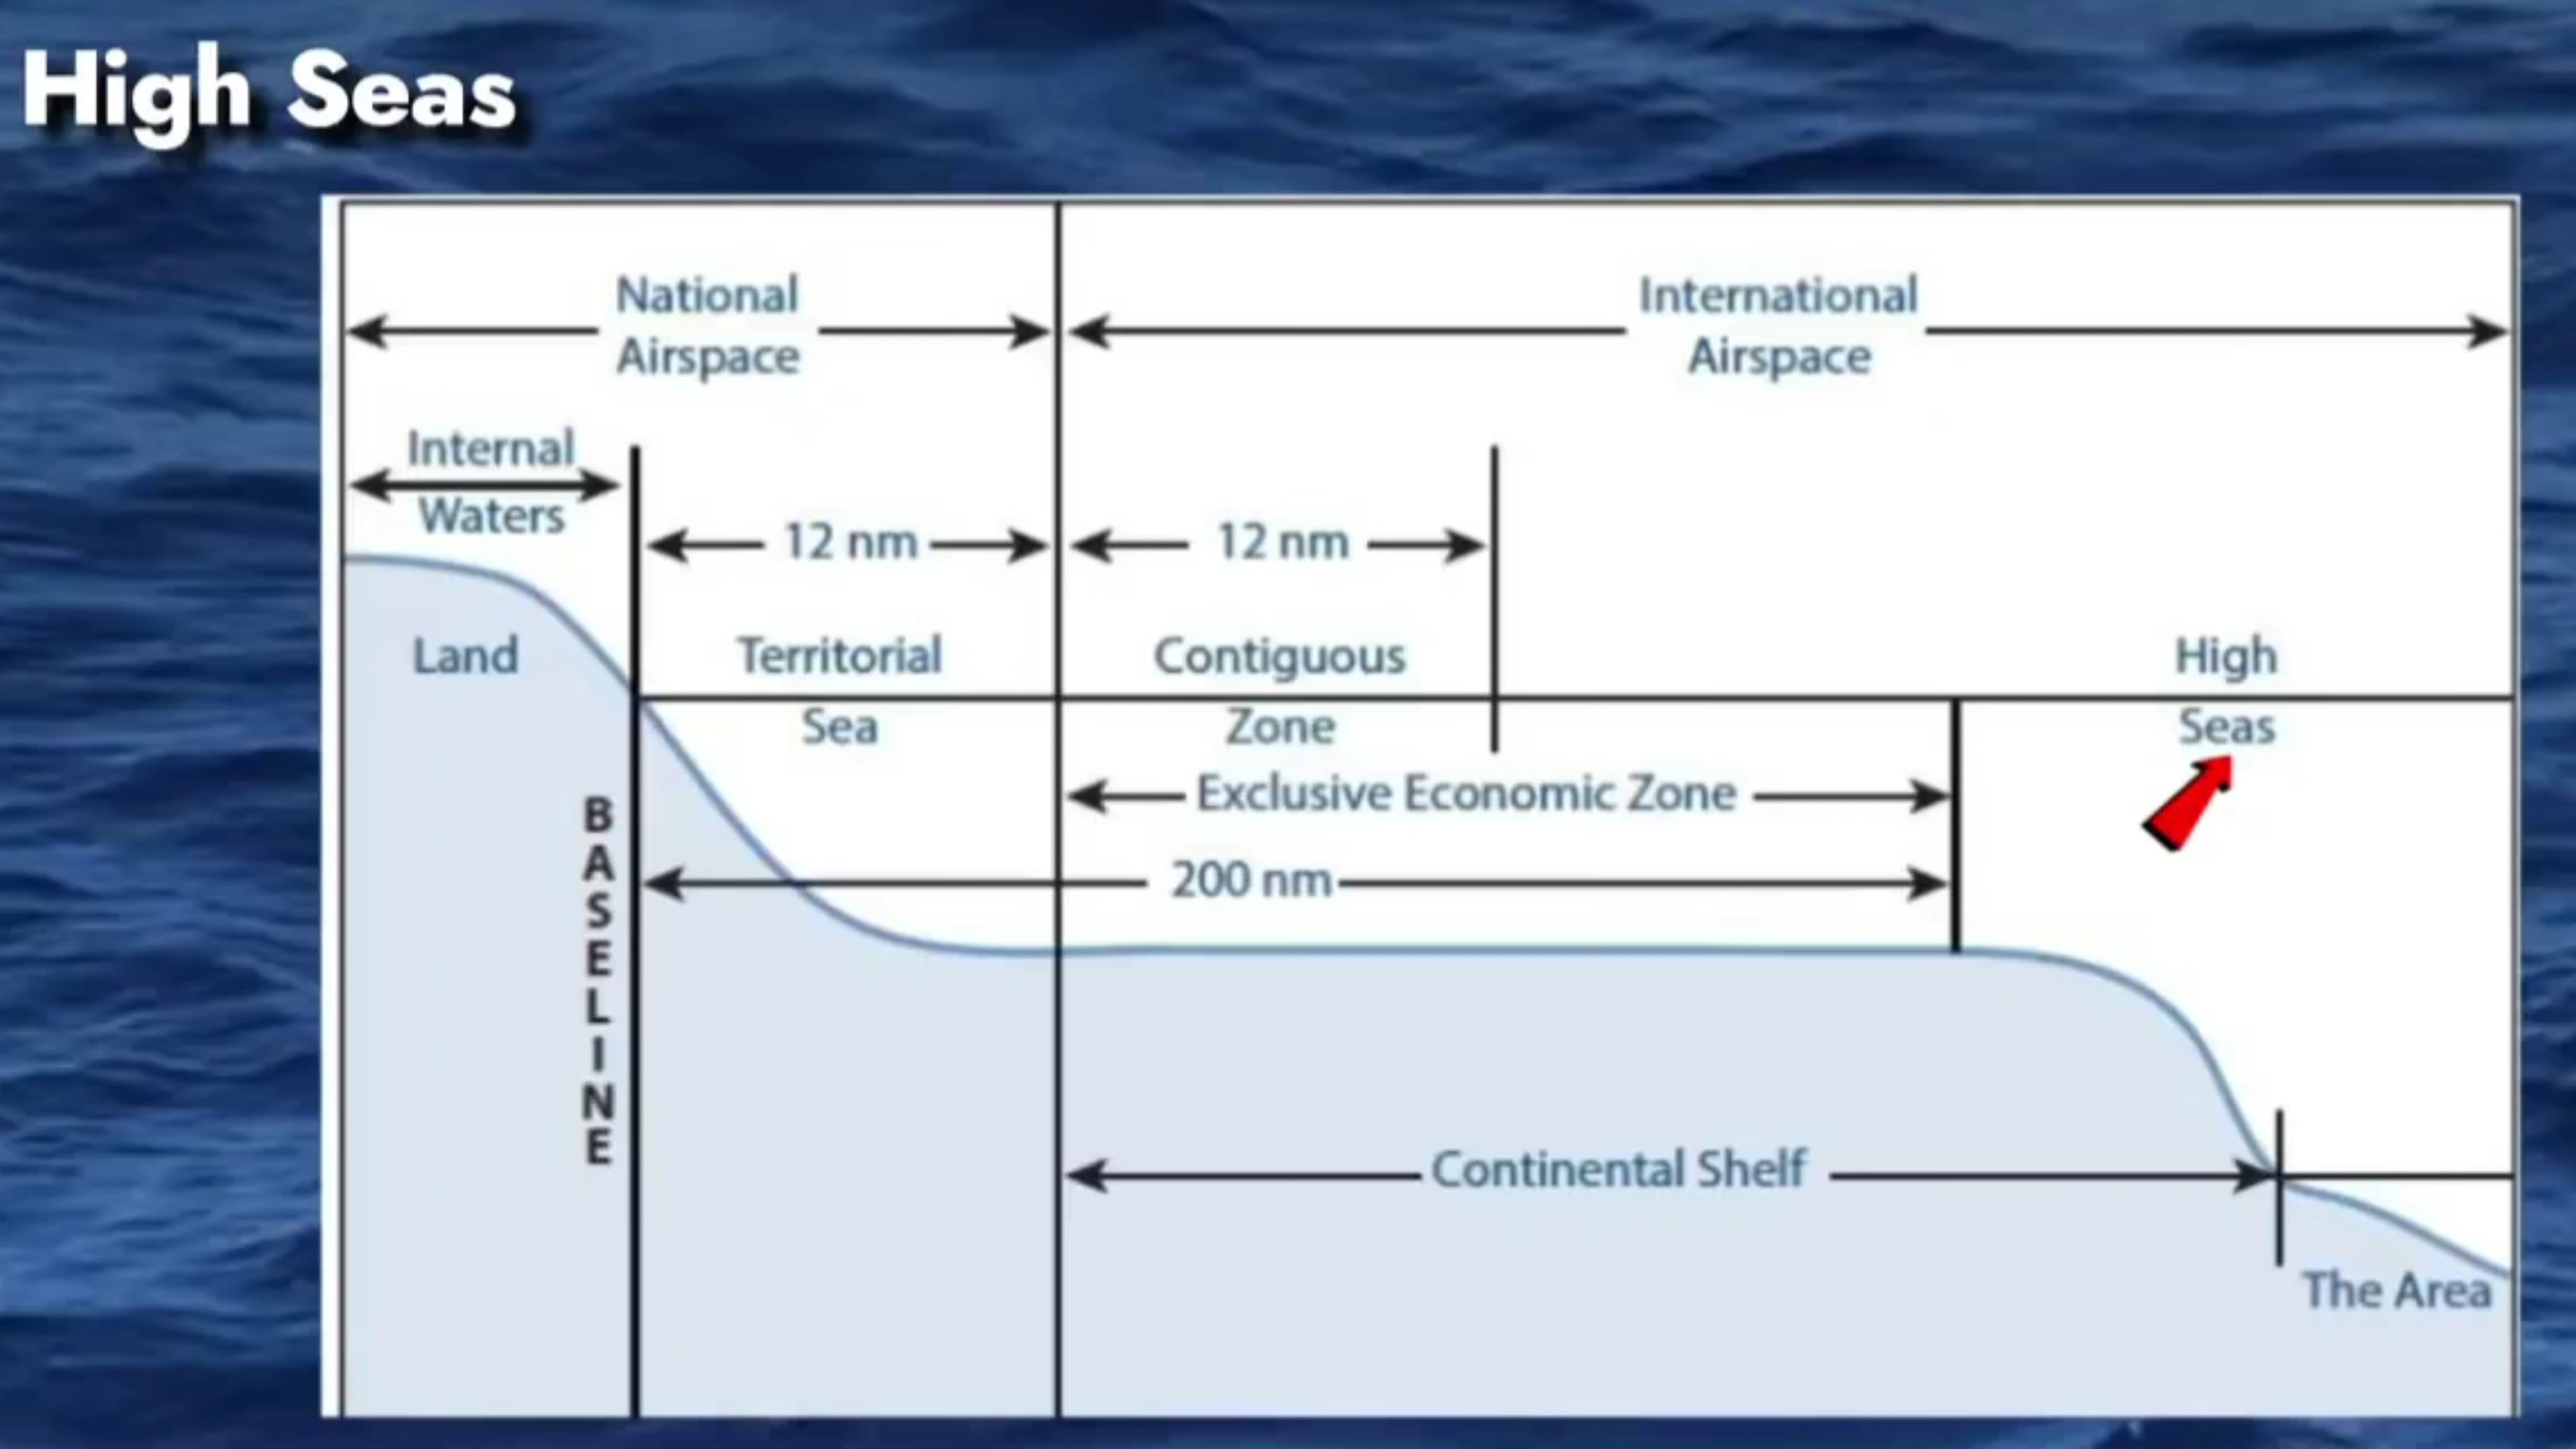 High Seas
National
Airspace
International
Airspace
Internal
Waters
12 nm
12 nm
Land
Territorial
Sea
Contiguous
Zone
High
Seas
Exclusive Economic Zone
200 nm
BASELINE
Continental Shelf
The Area